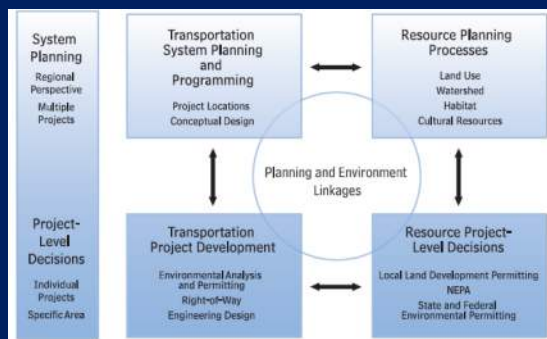 System
Planning
Regional
Perspective
Multiple
Projects
Project-
Level
Decisions
Individual
Projects
Specific Area
Transportation
System Planning
and
Programming
Project Locations
Conceptual Design
Resource Planning
Processes
Land Use
Watershed
Habitat
Cultural Resources
Planning and Environment
Linkages
Transportation
Project Development
Environmental Analysis
and Permitting
Right-of-Way
Engineering Design
Resource Project-
Level Decisions
Local Land Development Permitting
NEPA
State and Federal
Environmental Permitting